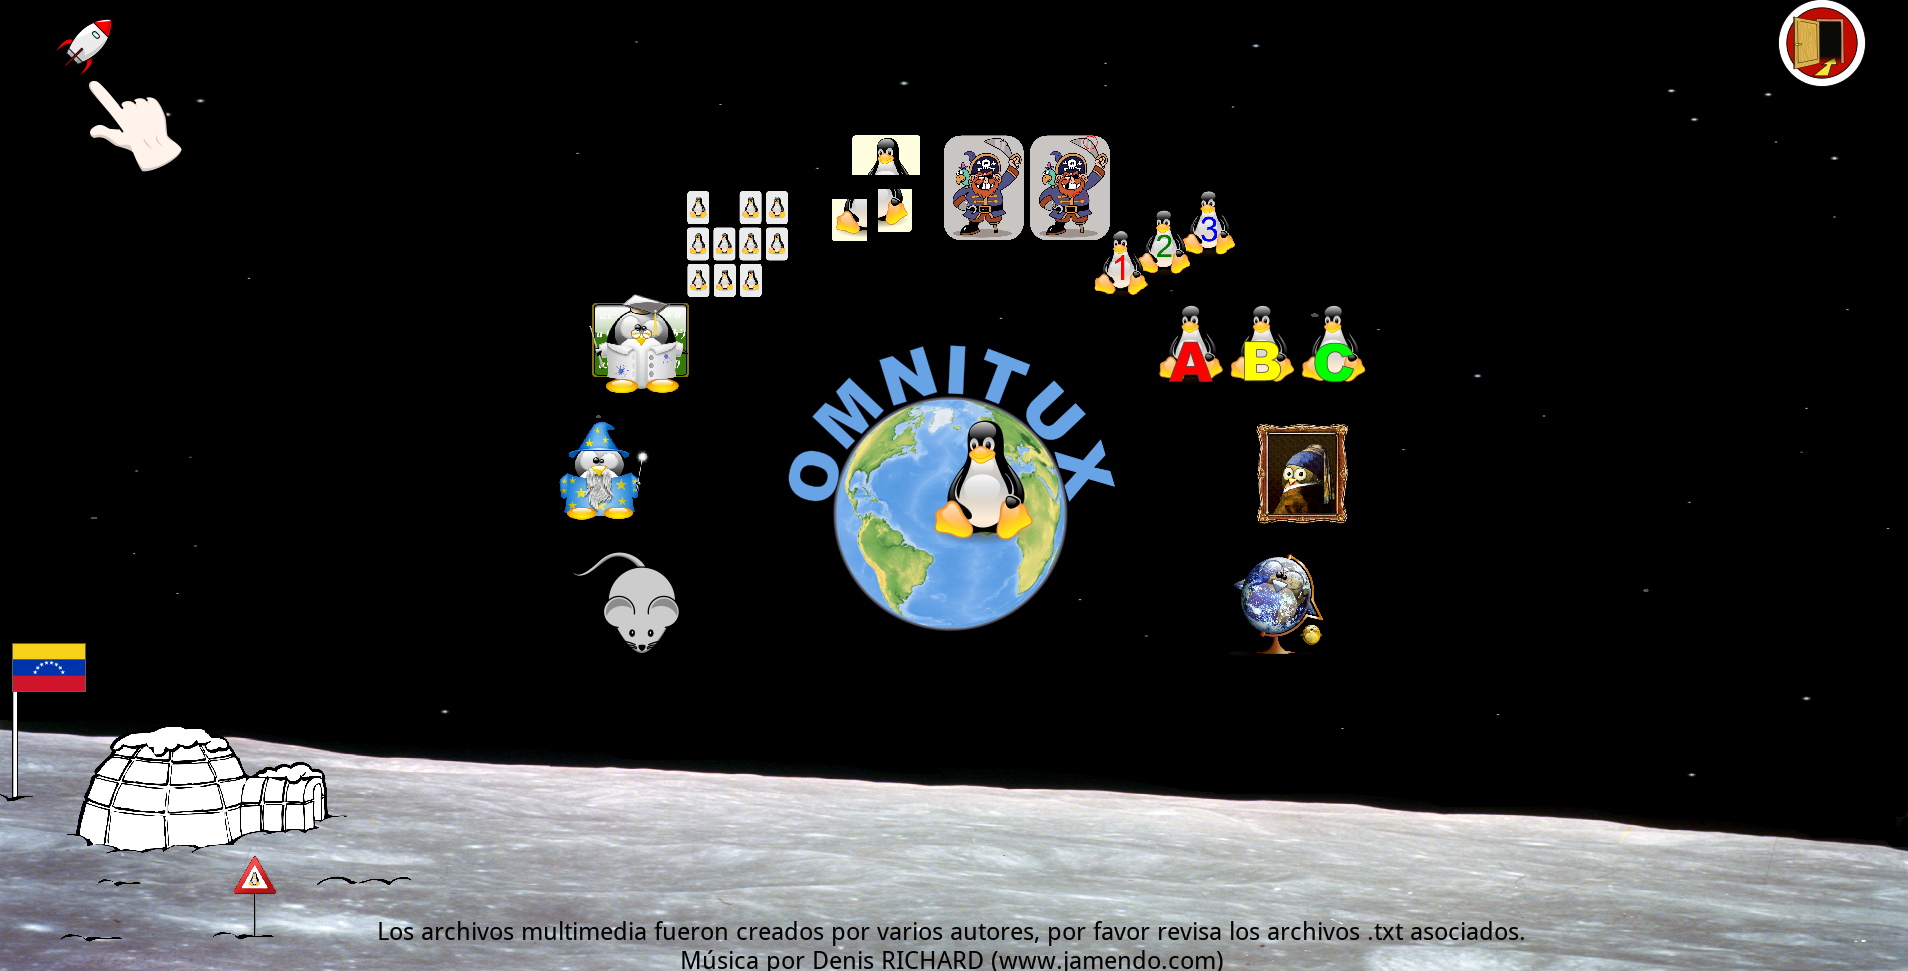 3
2
1
A B C
OMNITUX
Los archivos multimedia fueron creados por varios autores, por favor revisa los archivos .txt asociados.
Música por Denis RICHARD (www.jamendo.com)